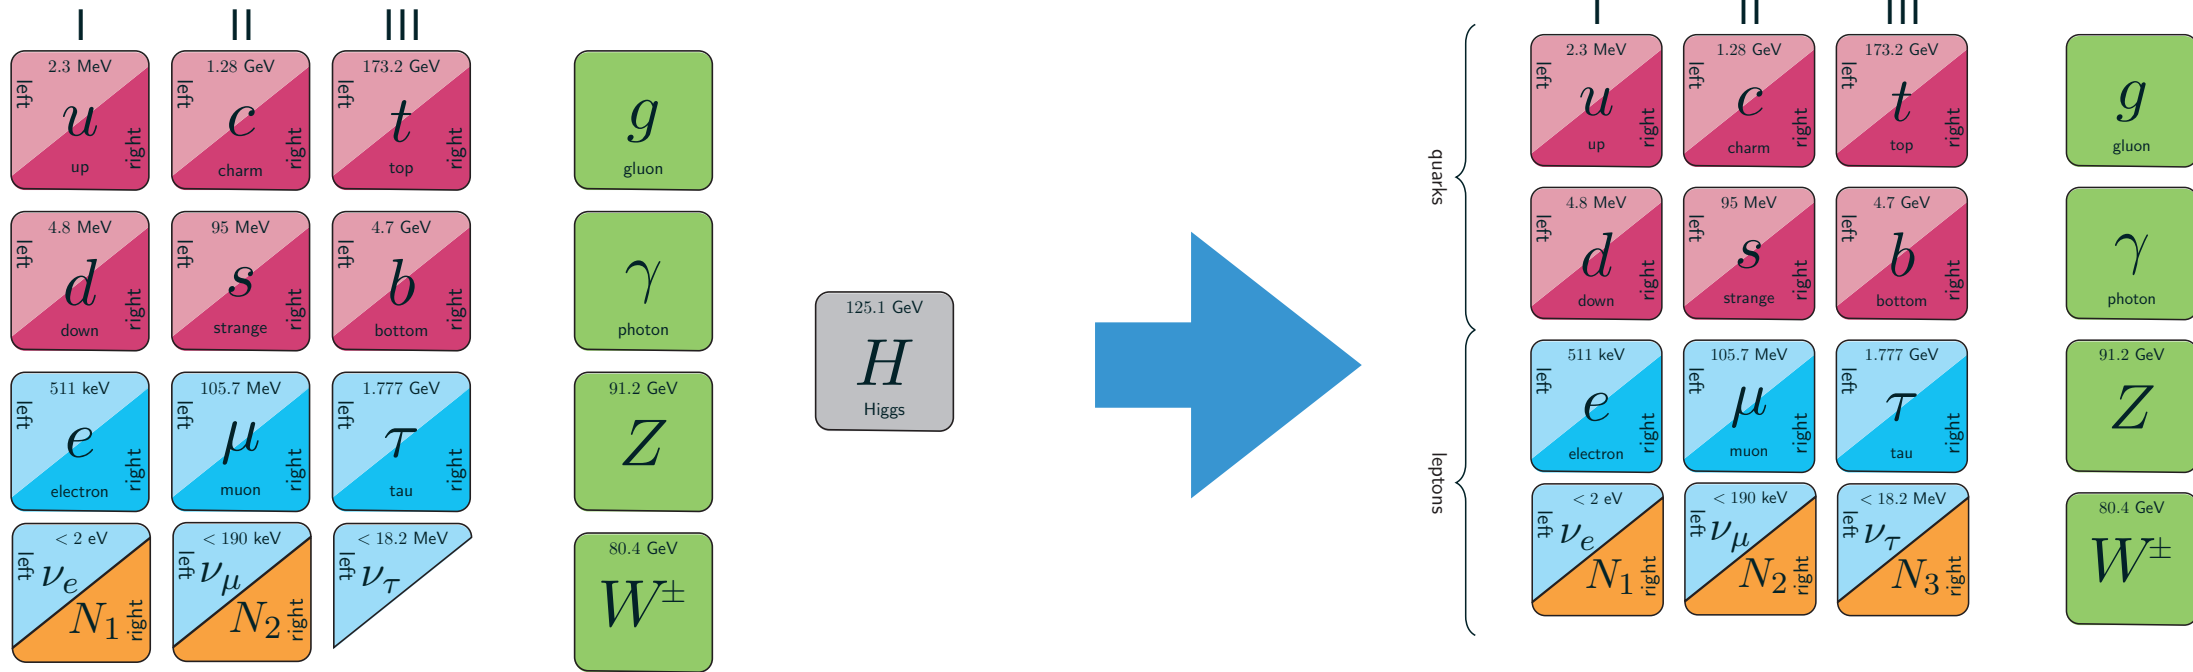 I II III
2.3 MeV
left
u
right
up
1.28 GeV
left
c
right
charm
173.2 GeV
left
t
right
top
g
gluon
4.8 MeV
left
d
right
down
95 MeV
left
s
right
strange
4.7 GeV
left
b
right
bottom
γ
photon
511 keV
left
e
right
electron
105.7 MeV
left
μ
right
muon
1.777 GeV
left
τ
right
tau
91.2 GeV
Z
< 2 eV
left
νe
N1
right
< 190 keV
left
νμ
N2
right
< 18.2 MeV
left
ντ
80.4 GeV
W±
125.1 GeV
H
Higgs
I II III
quarks
2.3 MeV
left
u
right
up
1.28 GeV
left
c
right
charm
173.2 GeV
left
t
right
top
g
gluon
4.8 MeV
left
d
right
down
95 MeV
left
s
right
strange
4.7 GeV
left
b
right
bottom
γ
photon
leptons
511 keV
left
e
right
electron
105.7 MeV
left
μ
right
muon
1.777 GeV
left
τ
right
tau
91.2 GeV
Z
< 2 eV
left
νe
N1
right
< 190 keV
left
νμ
N2
right
< 18.2 MeV
left
ντ
N3
right
80.4 GeV
W±